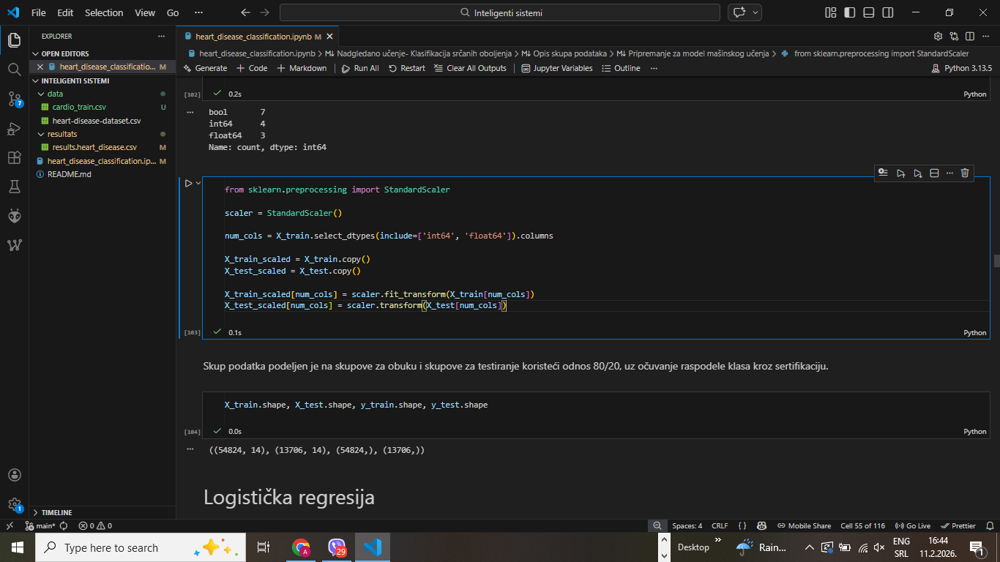 File Edit Selection View Go ··· Inteligenti sistemi
EXPLORER ···
OPEN EDITORS
heart_disease_classificatio... M
INTELIGENTI SISTEMI
data
cardio_train.csv U
heart-disease-dataset.csv
resultats
results.heart_disease.csv M
heart_disease_classification.ip... M
README.md
TIMELINE
7
1
heart_disease_classification.ipynb M
heart_disease_classification.ipynb > Nadgledano učenje- Klasifikacija srčanih oboljenja > Opis skupa podataka > Pripremanje za model mašinskog učenja > from sklearn.preprocessing import StandardScaler
Generate + Code + Markdown Run All Restart Clear All Outputs Jupyter Variables Outline ··· Python 3.13.5
[102] 0.2s Python
bool 7
int64 4
float64 3
Name: count, dtype: int64
from sklearn.preprocessing import StandardScaler
scaler = StandardScaler()
num_cols = X_train.select_dtypes(include=['int64', 'float64']).columns
X_train_scaled = X_train.copy()
X_test_scaled = X_test.copy()
X_train_scaled[num_cols] = scaler.fit_transform(X_train[num_cols])
X_test_scaled[num_cols] = scaler.transform(X_test[num_cols])
[103] 0.1s Python
Skup podatka podeljen je na skupove za obuku i skupove za testiranje koristeći odnos 80/20, uz očuvanje raspodele klasa kroz sertifikaciju.
X_train.shape, X_test.shape, y_train.shape, y_test.shape
[104] 0.0s Python
((54824, 14), (13706, 14), (54824,), (13706,))
Logistička regresija
main* 0 0 Spaces: 4 CRLF { } Mobile Share Cell 55 of 116 Go Live Prettier
Type here to search A 29 Desktop Rain... ENG 16:44
SRL 11.2.2026. 1